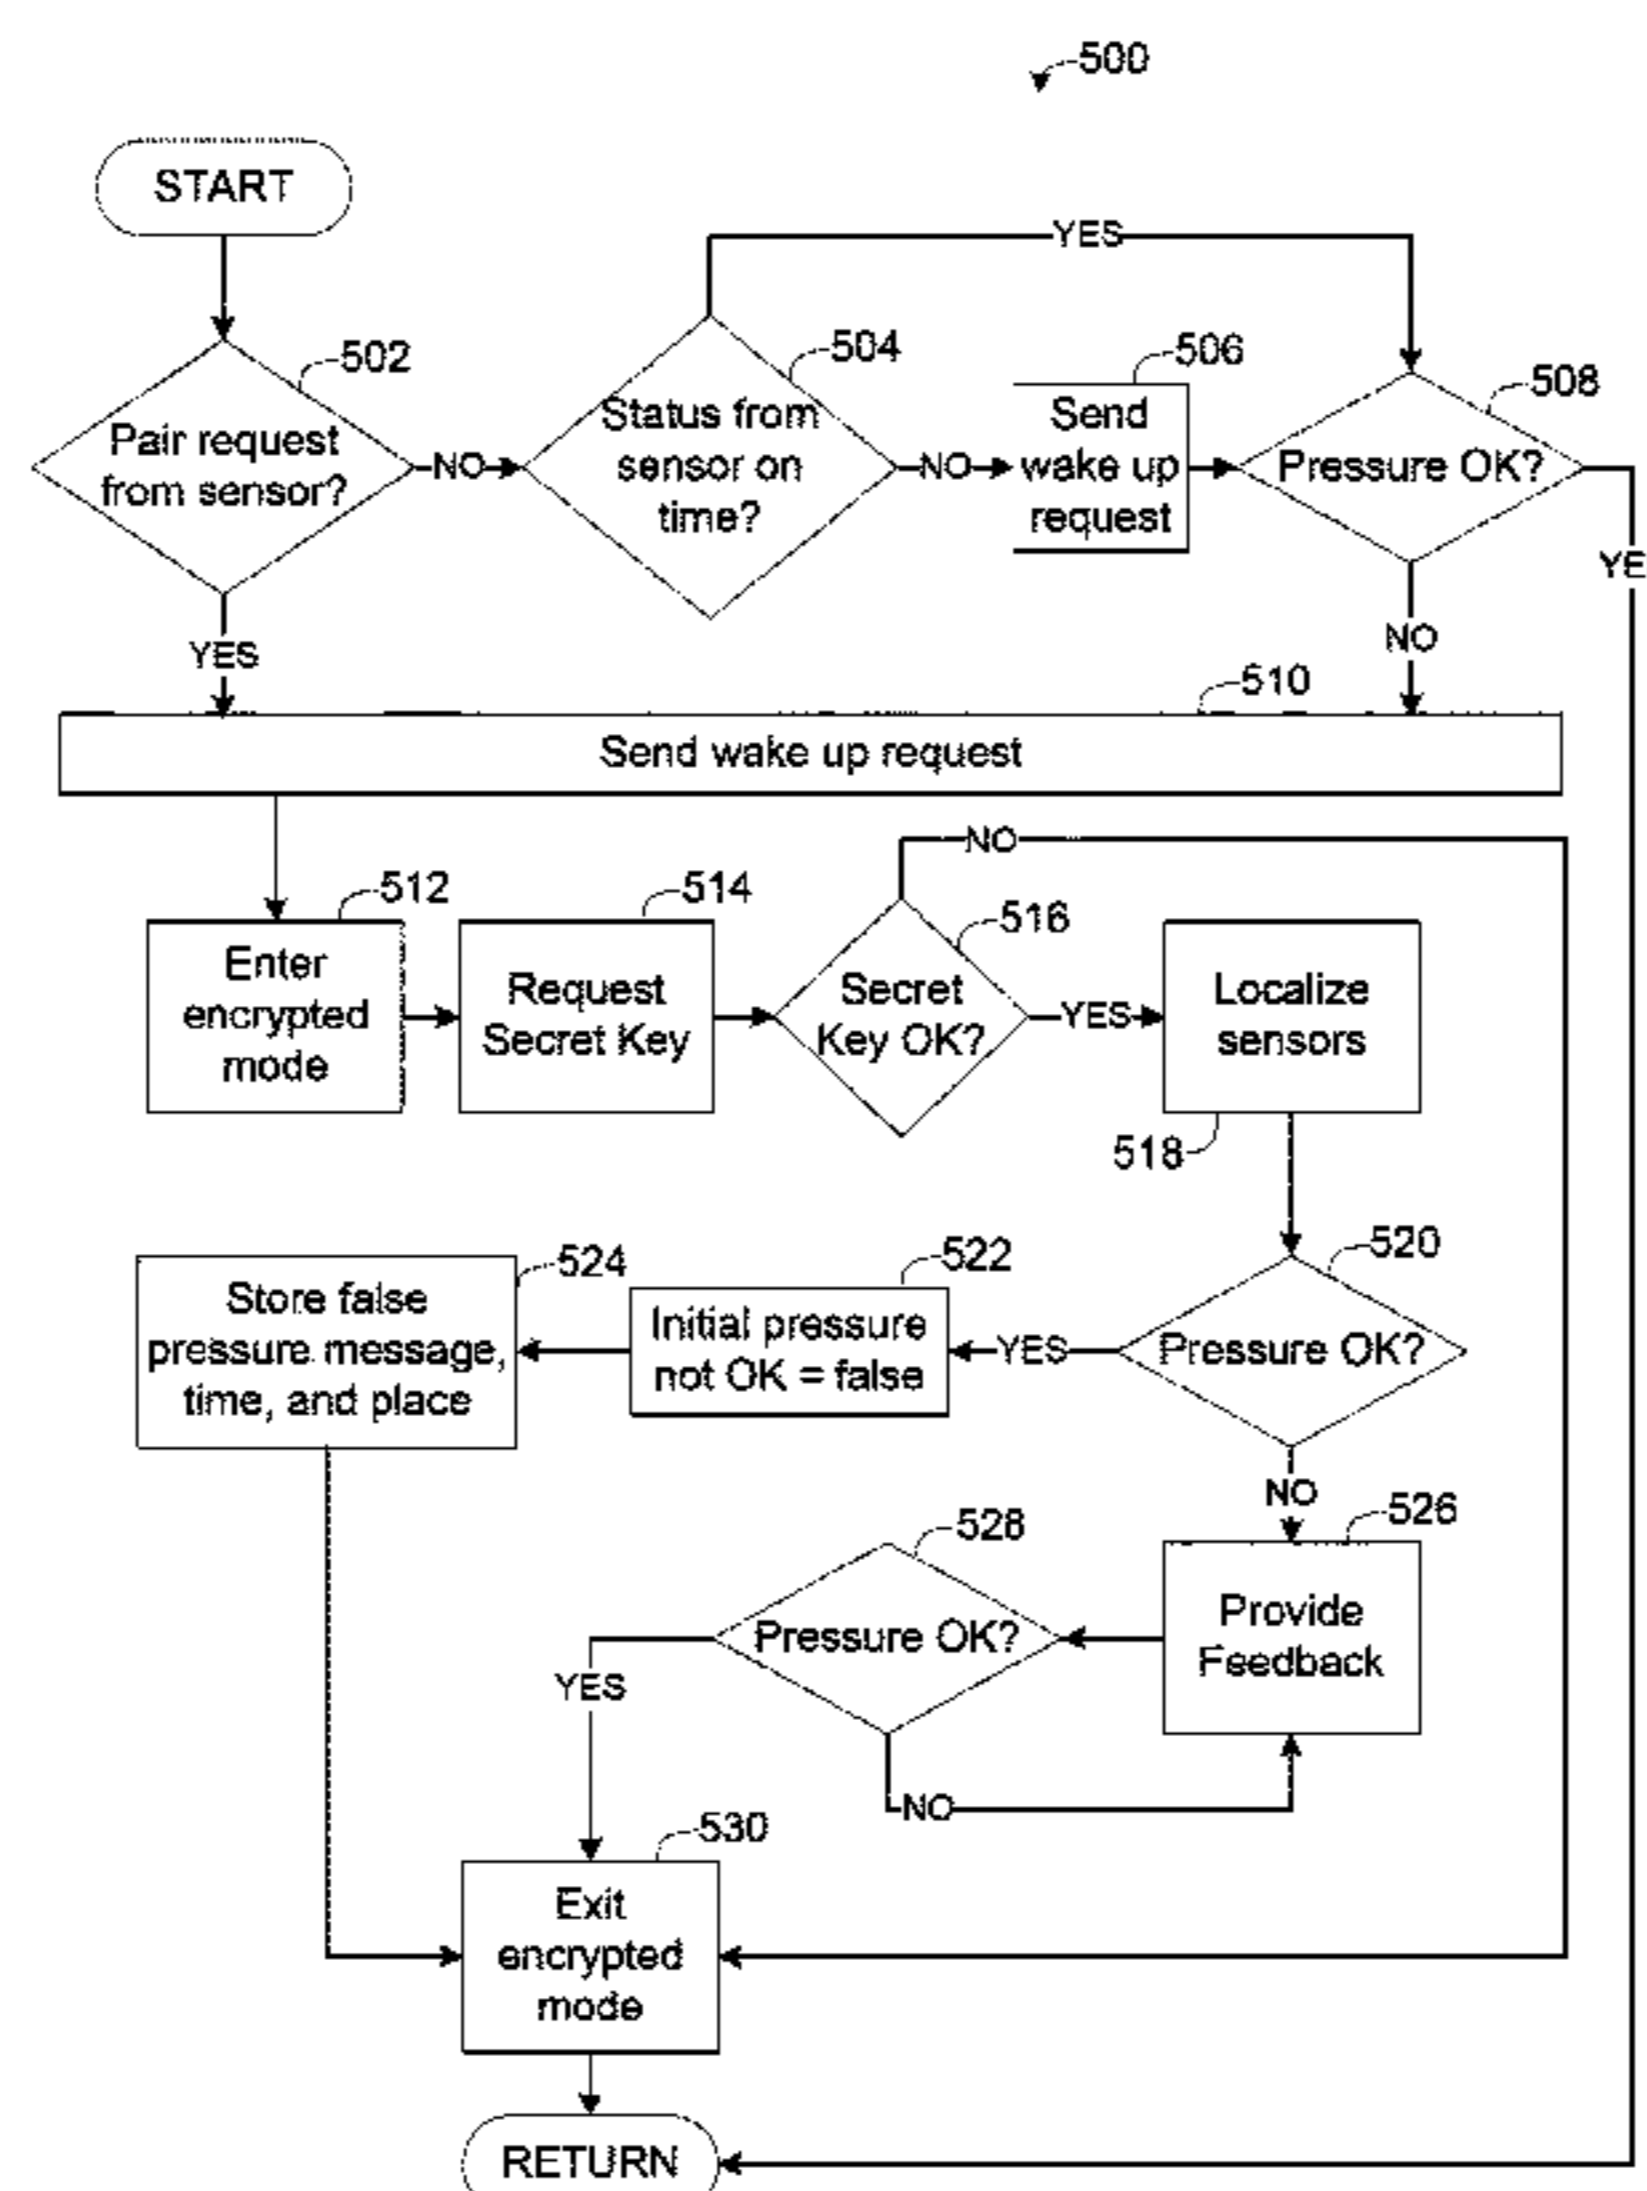 500
START
502
Pair request
from sensor?
NO
YES
504
Status from
sensor on
time?
YES
NO
506
Send
wake up
request
508
Pressure OK?
YE
NO
510
Send wake up request
512
Enter
encrypted
mode
514
Request
Secret Key
516
Secret
Key OK?
NO
YES
Localize
sensors
518
520
Pressure OK?
YES
522
Initial pressure
not OK = false
524
Store false
pressure message,
time, and place
NO
526
Provide
Feedback
528
Pressure OK?
YES
NO
530
Exit
encrypted
mode
RETURN